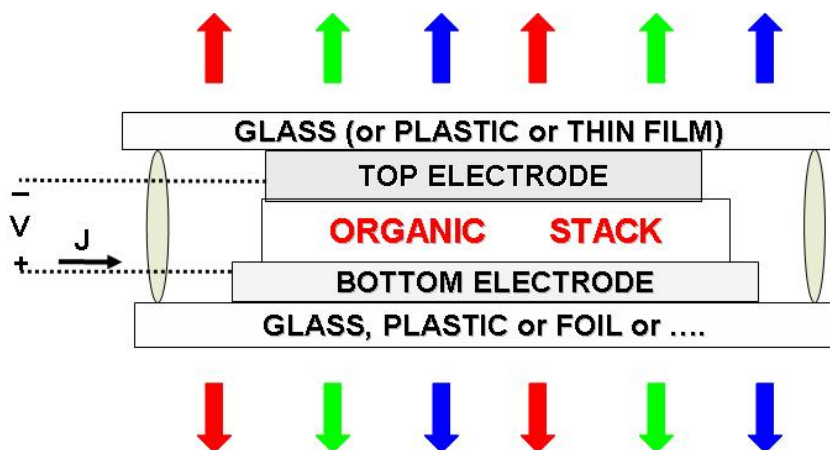 GLASS (or PLASTIC or THIN FILM)
– TOP ELECTRODE
V ORGANIC STACK
J
+ BOTTOM ELECTRODE
GLASS, PLASTIC or FOIL or ....